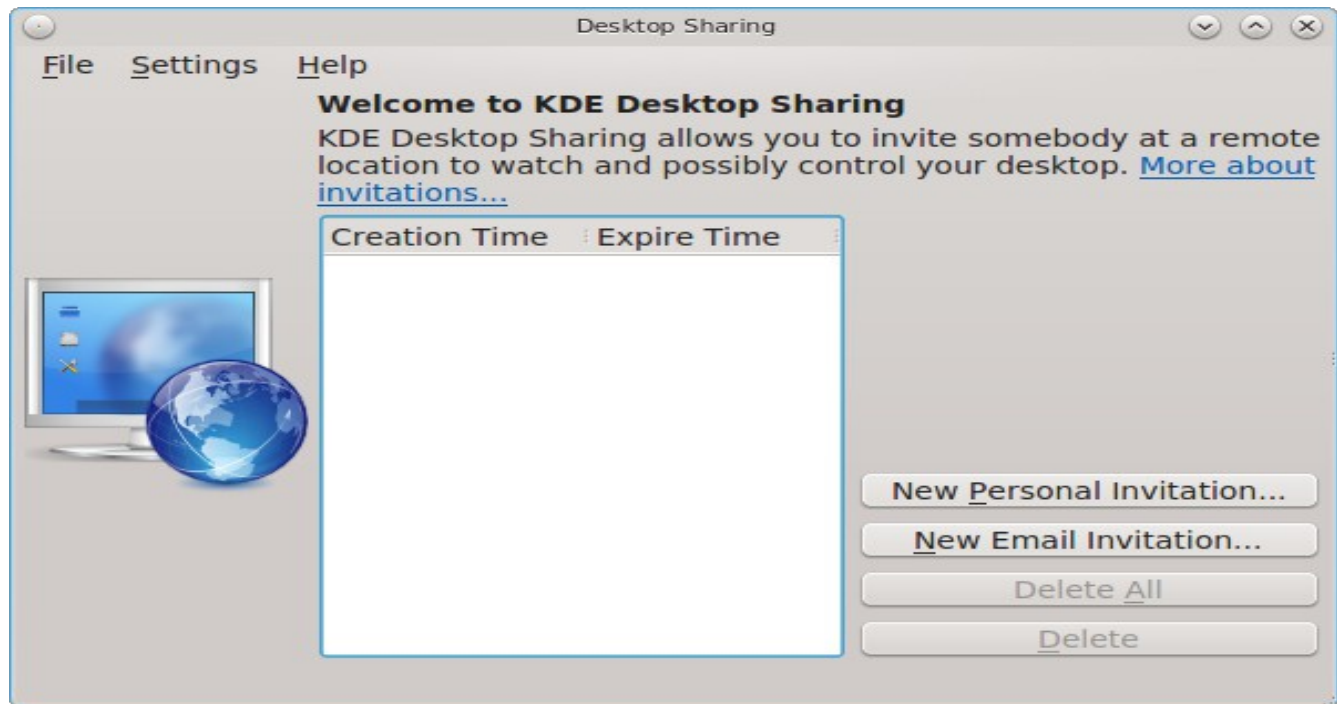 Desktop Sharing
File Settings Help
Welcome to KDE Desktop Sharing
KDE Desktop Sharing allows you to invite somebody at a remote
location to watch and possibly control your desktop. More about
invitations...
Creation Time Expire Time
New Personal Invitation...
New Email Invitation...
Delete All
Delete